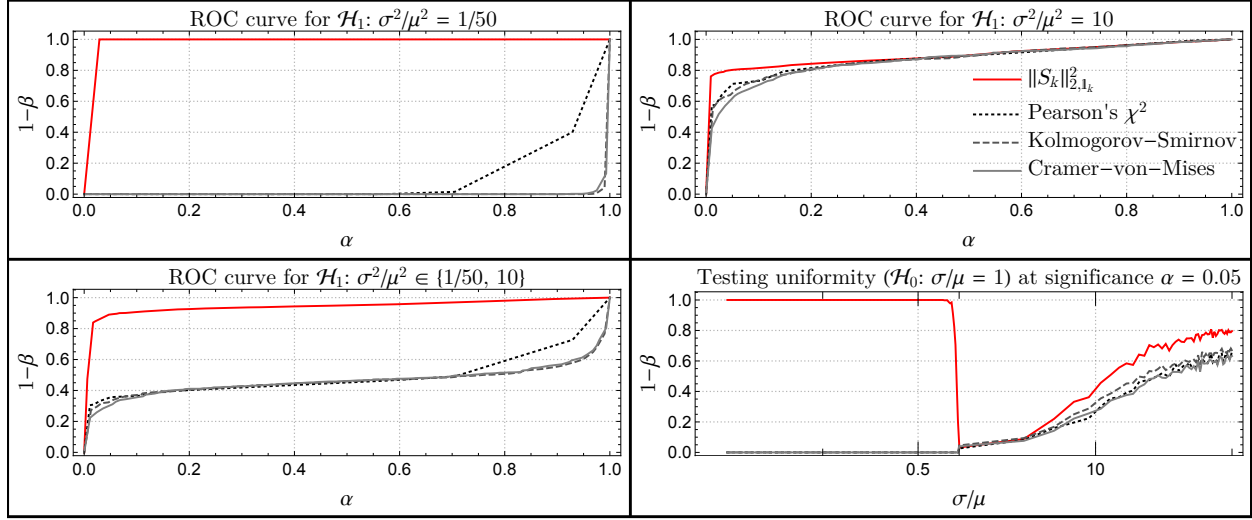 ROC curve for ℋ₁: σ²/μ² = 1/50
1.0
0.8
0.6
0.4
0.2
0.0
1−β
0.0 0.2 0.4 0.6 0.8 1.0
α
ROC curve for ℋ₁: σ²/μ² = 10
1.0
0.8
0.6
0.4
0.2
0.0
1−β
‖S_k‖²_{2,𝟙_k}
Pearson's χ²
Kolmogorov−Smirnov
Cramer−von−Mises
0.0 0.2 0.4 0.6 0.8 1.0
α
ROC curve for ℋ₁: σ²/μ² ∈ {1/50, 10}
1.0
0.8
0.6
0.4
0.2
0.0
1−β
0.0 0.2 0.4 0.6 0.8 1.0
α
Testing uniformity (ℋ₀: σ/μ = 1) at significance α = 0.05
1.0
0.8
0.6
0.4
0.2
0.0
1−β
0.5 10
σ/μ